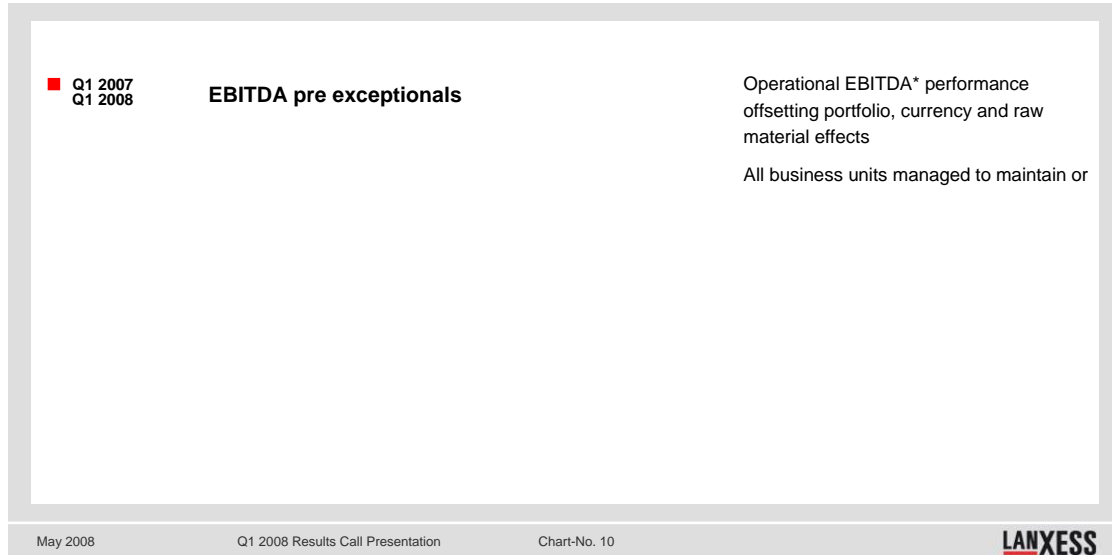 Q1 2007
Q1 2008
EBITDA pre exceptionals
Operational EBITDA* performance
offsetting portfolio, currency and raw
material effects
All business units managed to maintain or
May 2008
Q1 2008 Results Call Presentation
Chart-No. 10
LANXESS